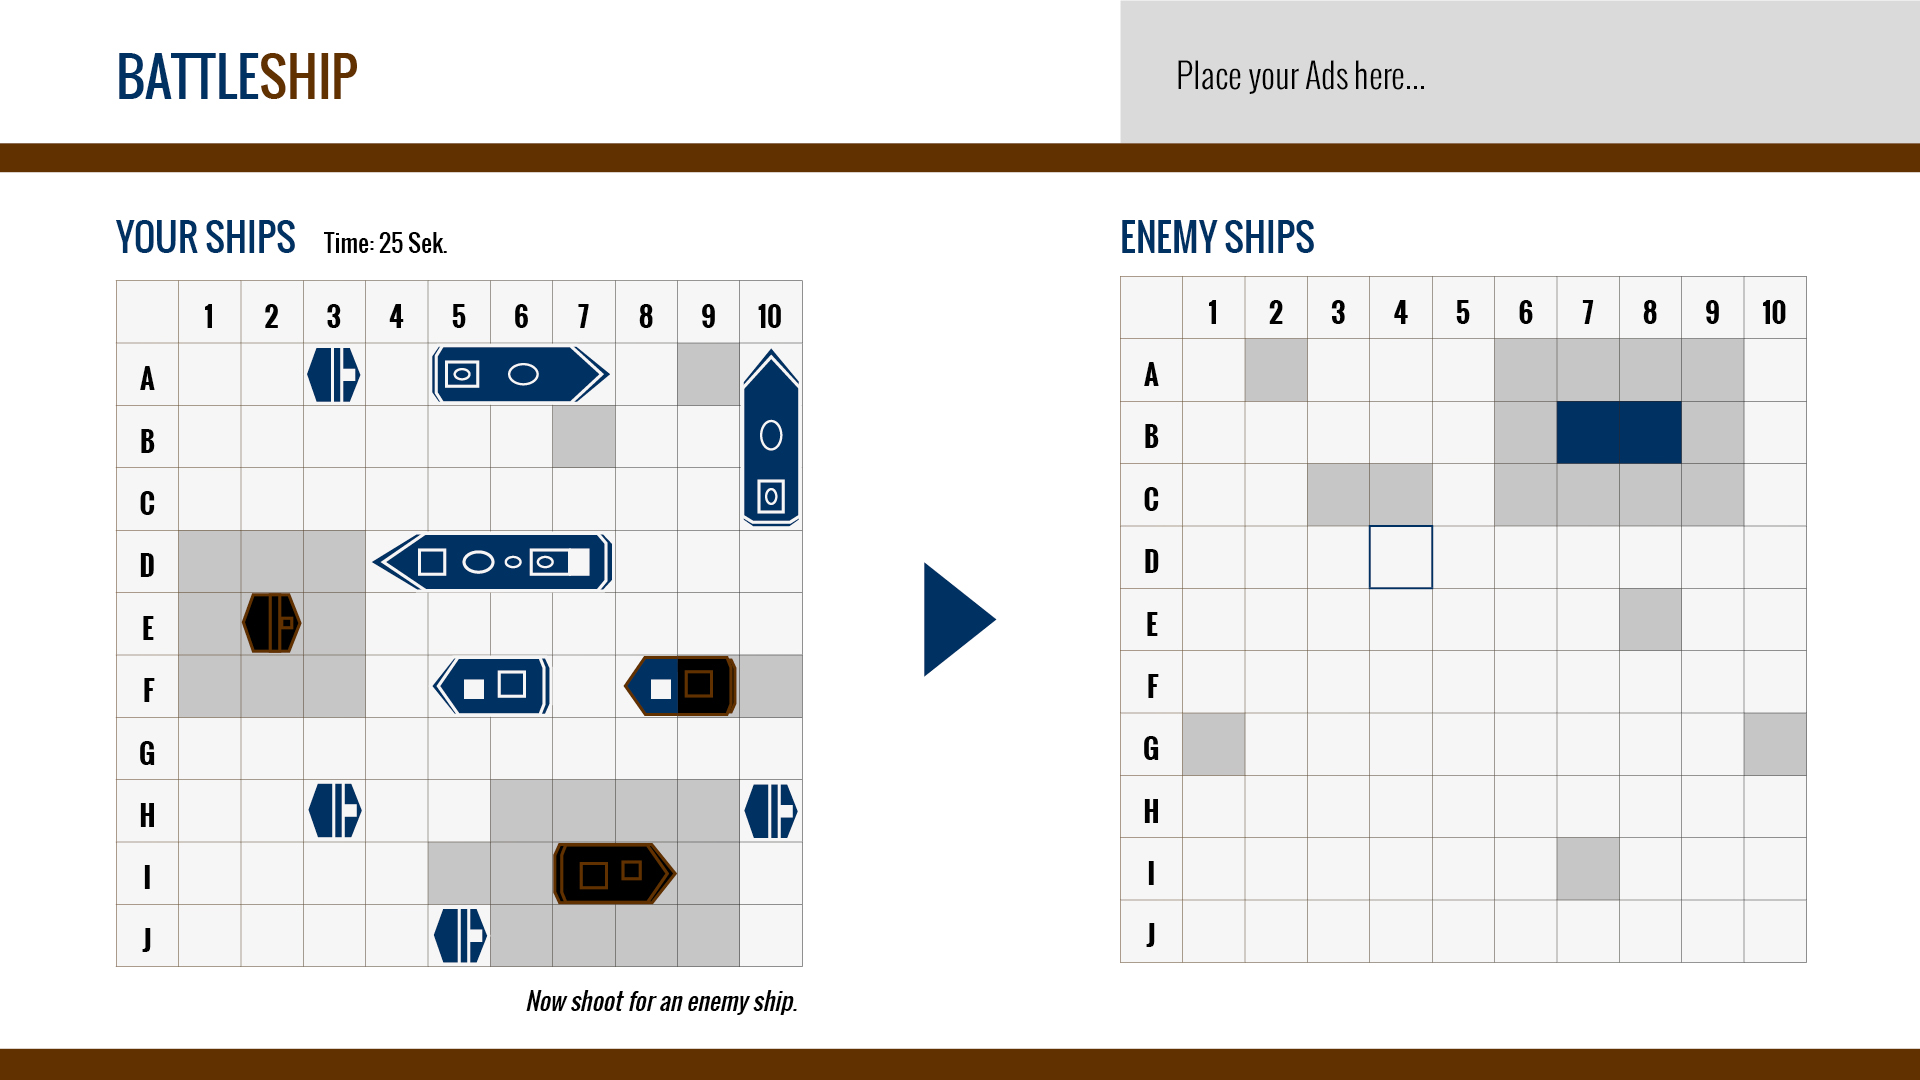 BATTLESHIP
Place your Ads here...
YOUR SHIPS Time: 25 Sek.
1 2 3 4 5 6 7 8 9 10
A
B
C
D
E
F
G
H
I
J
Now shoot for an enemy ship.
ENEMY SHIPS
1 2 3 4 5 6 7 8 9 10
A
B
C
D
E
F
G
H
I
J